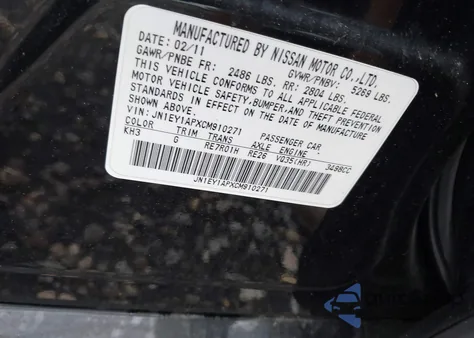 MANUFACTURED BY NISSAN MOTOR CO.,LTD.
DATE: 02/11 GVWR/PNBV: 5268 LBS.
GAWR/PNBE FR: 2486 LBS. RR: 2804 LBS.
THIS VEHICLE CONFORMS TO ALL APPLICABLE FEDERAL
MOTOR VEHICLE SAFETY, BUMPER, AND THEFT PREVENTION
STANDARDS IN EFFECT ON THE DATE OF MANUFACTURE
SHOWN ABOVE.
VIN: JN1EY1APXCM910271 PASSENGER CAR
COLOR TRIM TRANS AXLE ENGINE
KH3 G RE7R01H RE26 VQ35(HR) 3498CC
JN1EY1APXCM910271